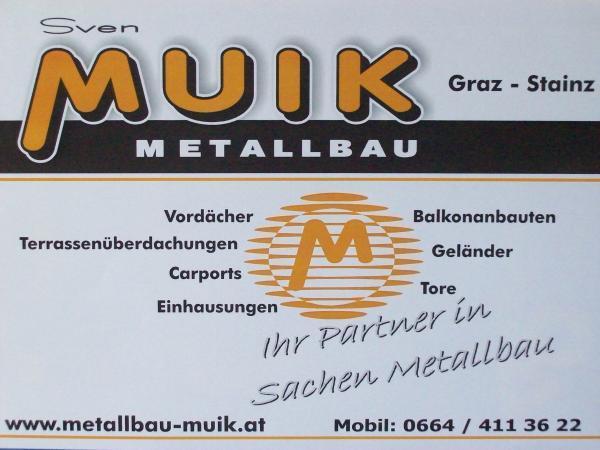 Sven
MUIK
Graz - Stainz
METALLBAU
Vordächer
Terrassenüberdachungen
Carports
Einhausungen
M
Balkonanbauten
Geländer
Tore
Ihr Partner in
Sachen Metallbau
www.metallbau-muik.at
Mobil: 0664 / 411 36 22